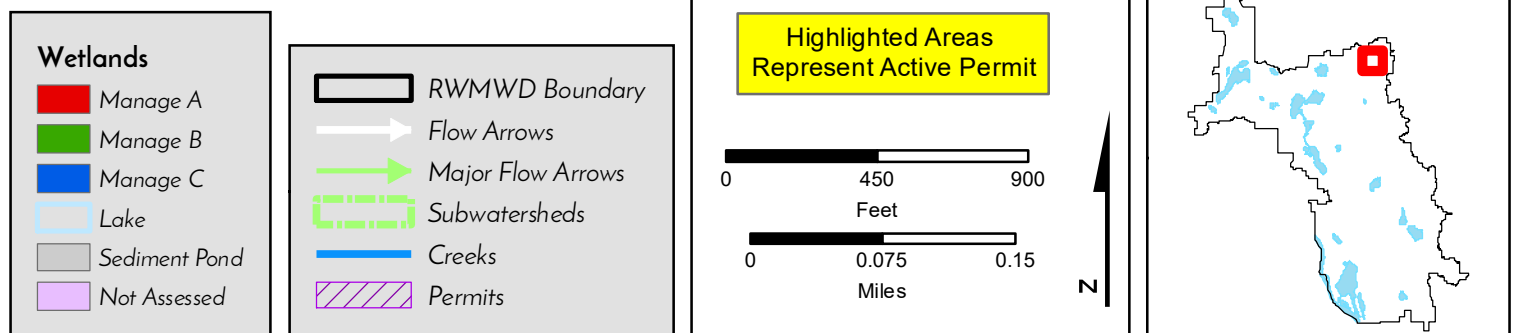 Wetlands
Manage A
Manage B
Manage C
Lake
Sediment Pond
Not Assessed
RWMWD Boundary
Flow Arrows
Major Flow Arrows
Subwatersheds
Creeks
Permits
Highlighted Areas
Represent Active Permit
0 450 900
Feet
0 0.075 0.15
Miles
N